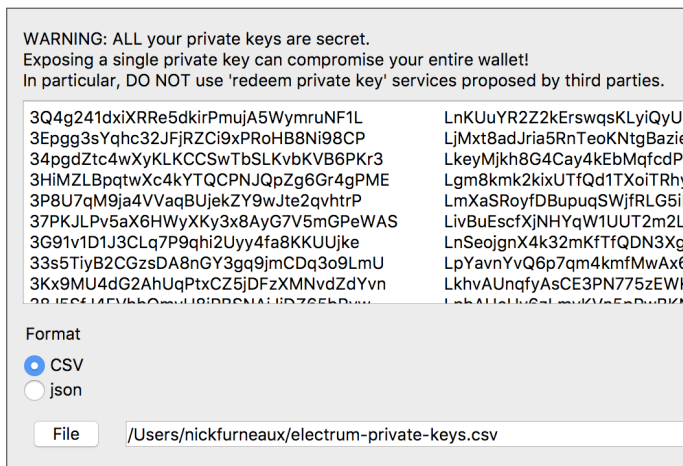 WARNING: ALL your private keys are secret.
Exposing a single private key can compromise your entire wallet!
In particular, DO NOT use 'redeem private key' services proposed by third parties.
3Q4g241dxiXRRe5dkirPmujA5WymruNF1L LnKUuYR2Z2kErswqsKLyiQyU
3Epgg3sYqhc32JFjRZCi9xPRoHB8Ni98CP LjMxt8adJria5RnTeoKNtgBazie
34pgdZtc4wXyKLKCCSwTbSLKvbKVB6PKr3 LkeyMjkh8G4Cay4kEbMqfcdP
3HiMZLBpqtwXc4kYTQCPNJQpZg6Gr4gPME Lgm8kmk2kixUTfQd1TXoiTRhy
3P8U7qM9ja4VVaqBUjekZY9wJte2qvhtrP LmXaSRoyfDBupuqSWjfRLG5i
37PKJLPv5aX6HWyXKy3x8AyG7V5mGPeWAS LivBuEscfXjNHYqW1UUT2m2L
3G91v1D1J3CLq7P9qhi2Uyy4fa8KKUUjke LnSeojgnX4k32mKfTfQDN3Xg
33s5TiyB2CGzsDA8nGY3gq9jmCDq3o9LmU LpYavnYvQ6p7qm4kmfMwAx6
3Kx9MU4dG2AhUqPtxCZ5jDFzXMNvdZdYvn LkhvAUnqfyAsCE3PN775zEWH
Format
CSV
json
File /Users/nickfurneaux/electrum-private-keys.csv